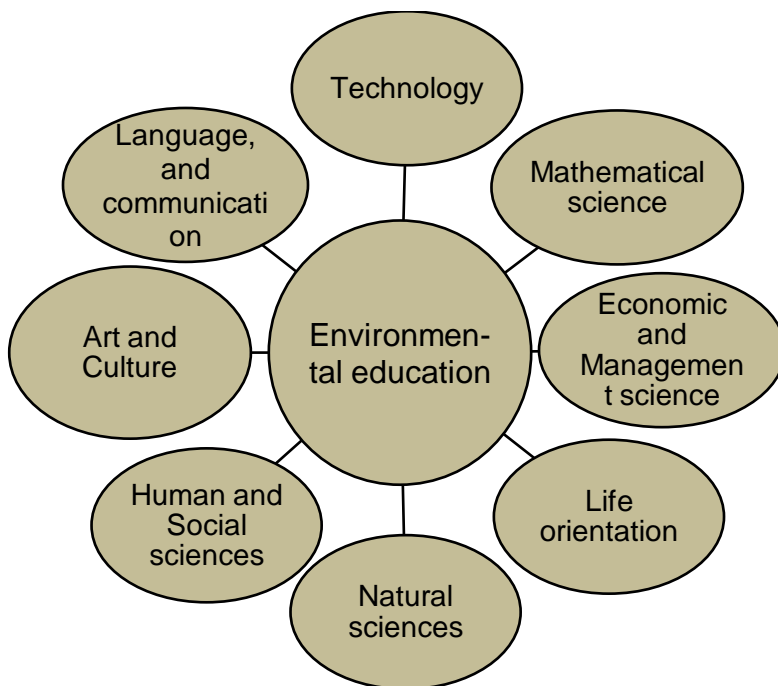 Technology
Language,
and
communicati
on
Mathematical
science
Art and
Culture
Environmen-
tal education
Economic
and
Managemen
t science
Human and
Social
sciences
Life
orientation
Natural
sciences